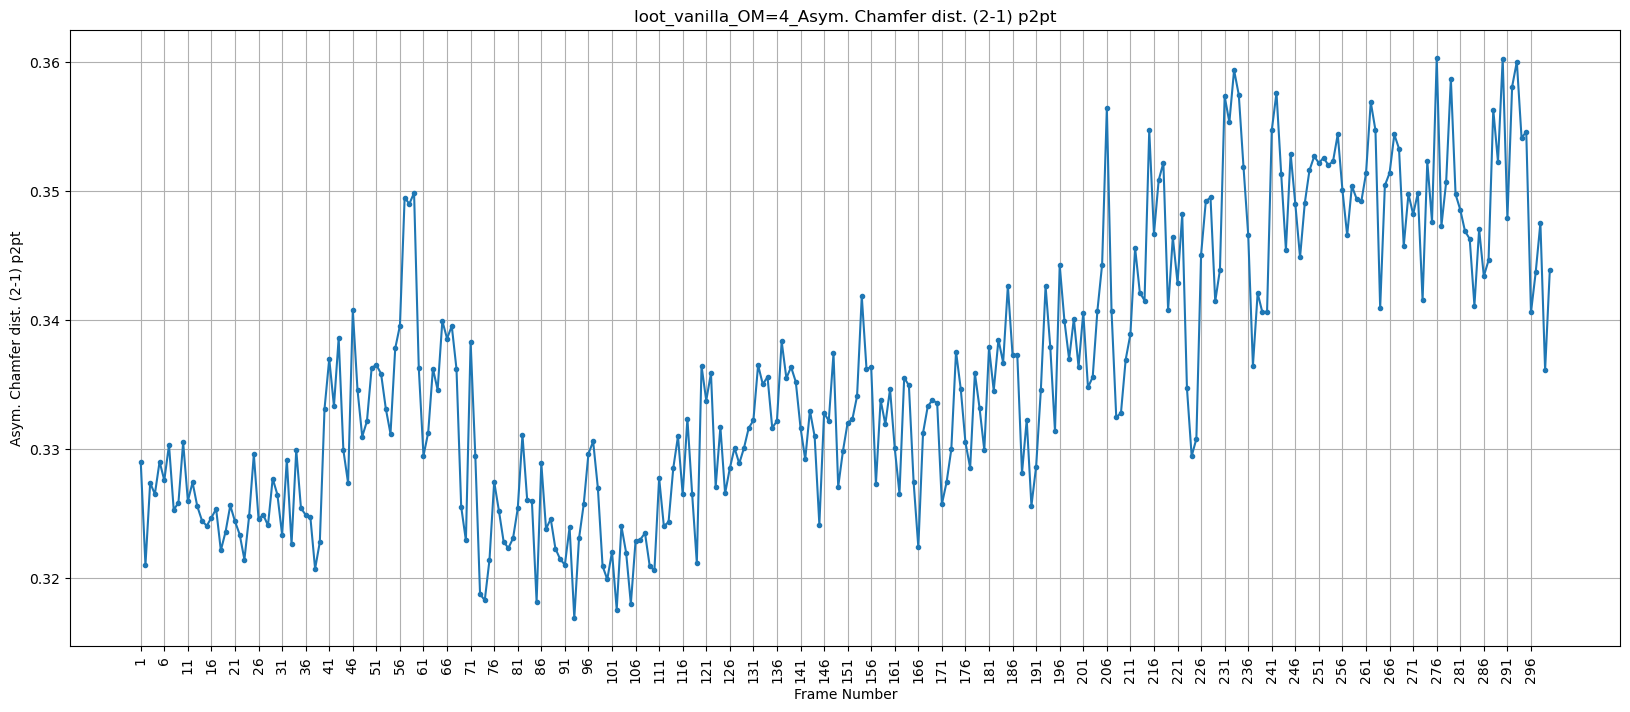 loot_vanilla_OM=4_Asym. Chamfer dist. (2-1) p2pt
Asym. Chamfer dist. (2-1) p2pt
0.36
0.35
0.34
0.33
0.32
1 6 11 16 21 26 31 36 41 46 51 56 61 66 71 76 81 86 91 96 101 106 111 116 121 126 131 136 141 146 151 156 161 166 171 176 181 186 191 196 201 206 211 216 221 226 231 236 241 246 251 256 261 266 271 276 281 286 291 296
Frame Number